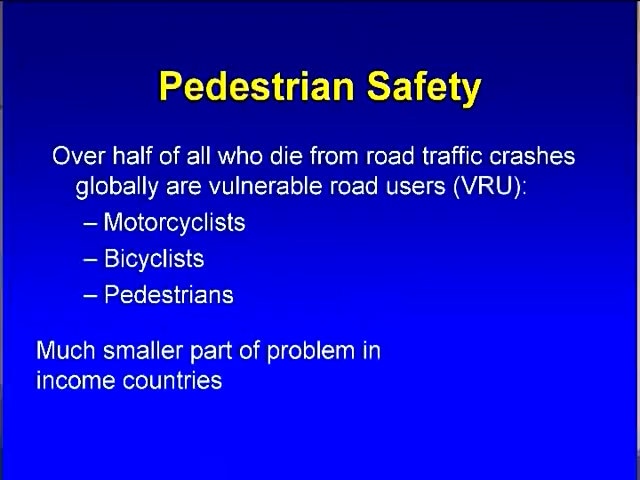 Pedestrian Safety
Over half of all who die from road traffic crashes
globally are vulnerable road users (VRU):
– Motorcyclists
– Bicyclists
– Pedestrians
Much smaller part of problem in
income countries